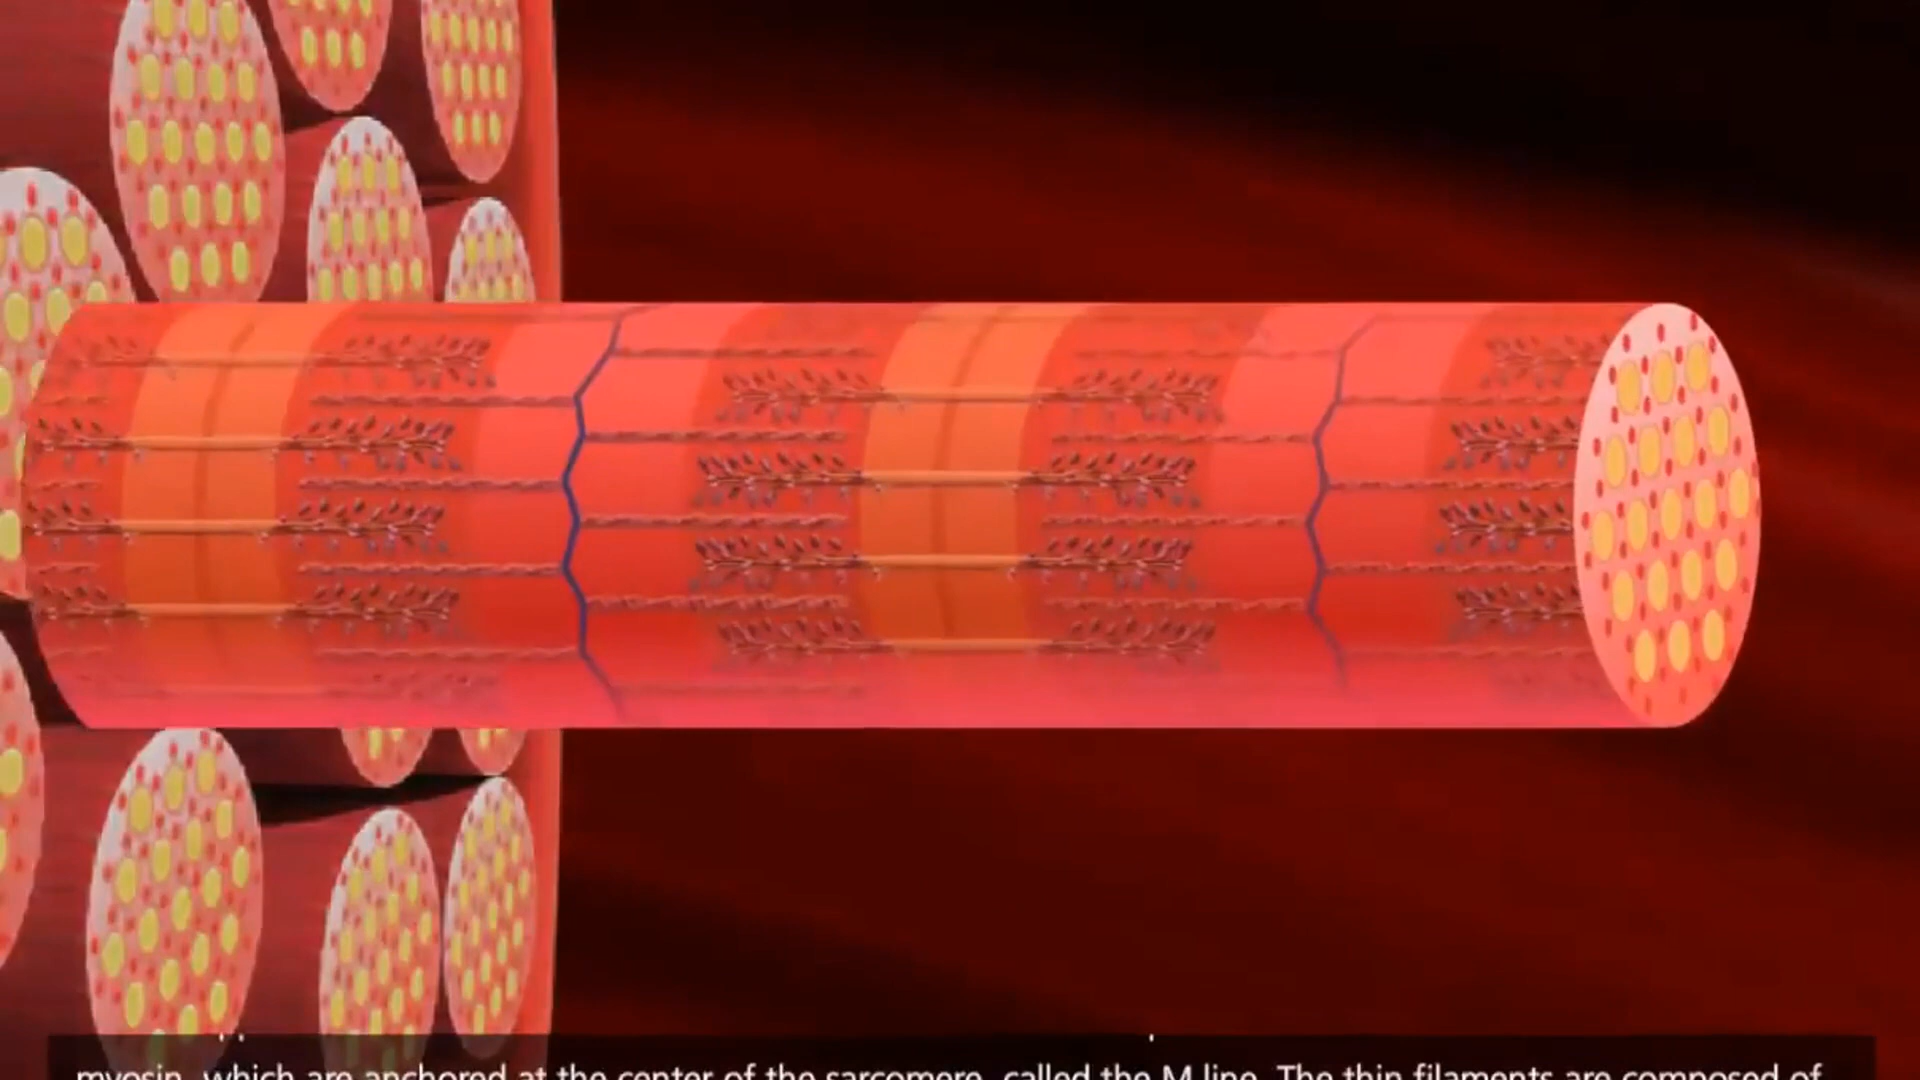 myosin, which are anchored at the center of the sarcomere, called the M line. The thin filaments are composed of